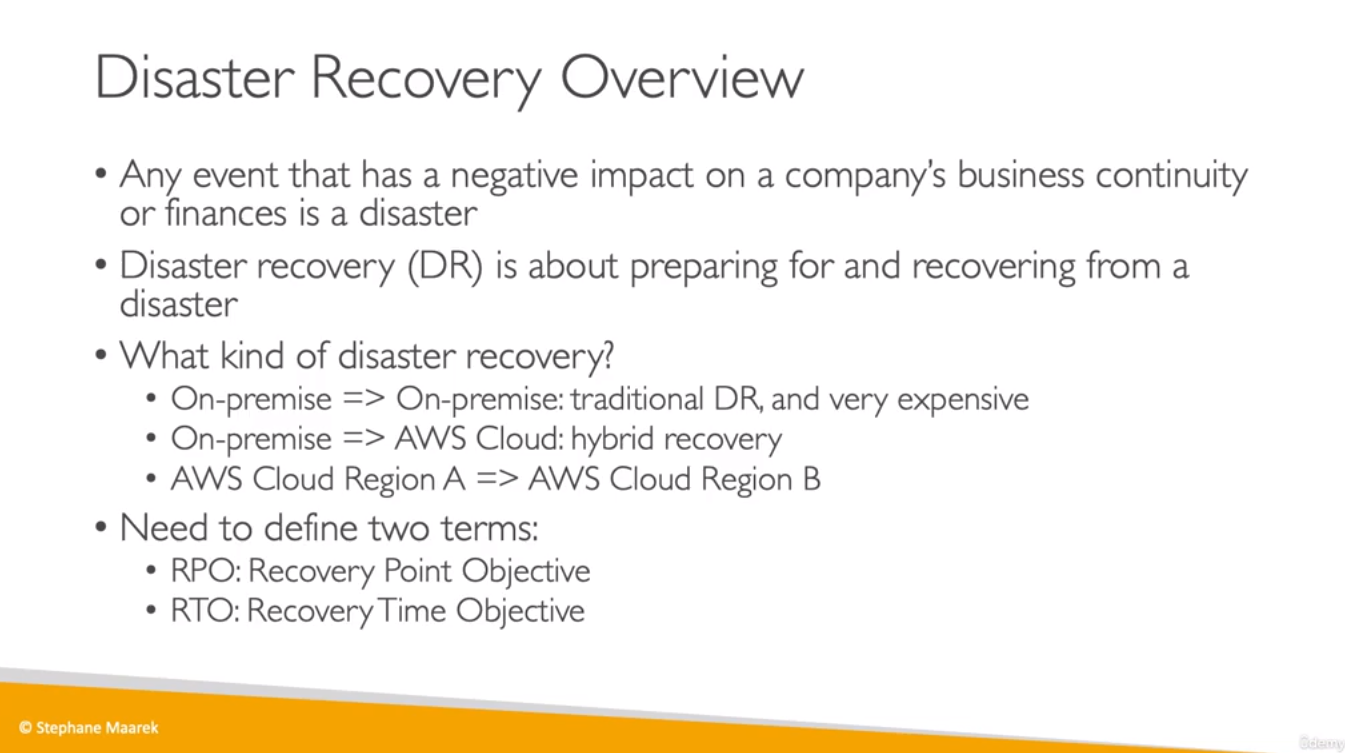 Disaster Recovery Overview
• Any event that has a negative impact on a company's business continuity
or finances is a disaster
• Disaster recovery (DR) is about preparing for and recovering from a
disaster
• What kind of disaster recovery?
• On-premise => On-premise: traditional DR, and very expensive
• On-premise => AWS Cloud: hybrid recovery
• AWS Cloud Region A => AWS Cloud Region B
• Need to define two terms:
• RPO: Recovery Point Objective
• RTO: Recovery Time Objective
© Stephane Maarek
ûdemy